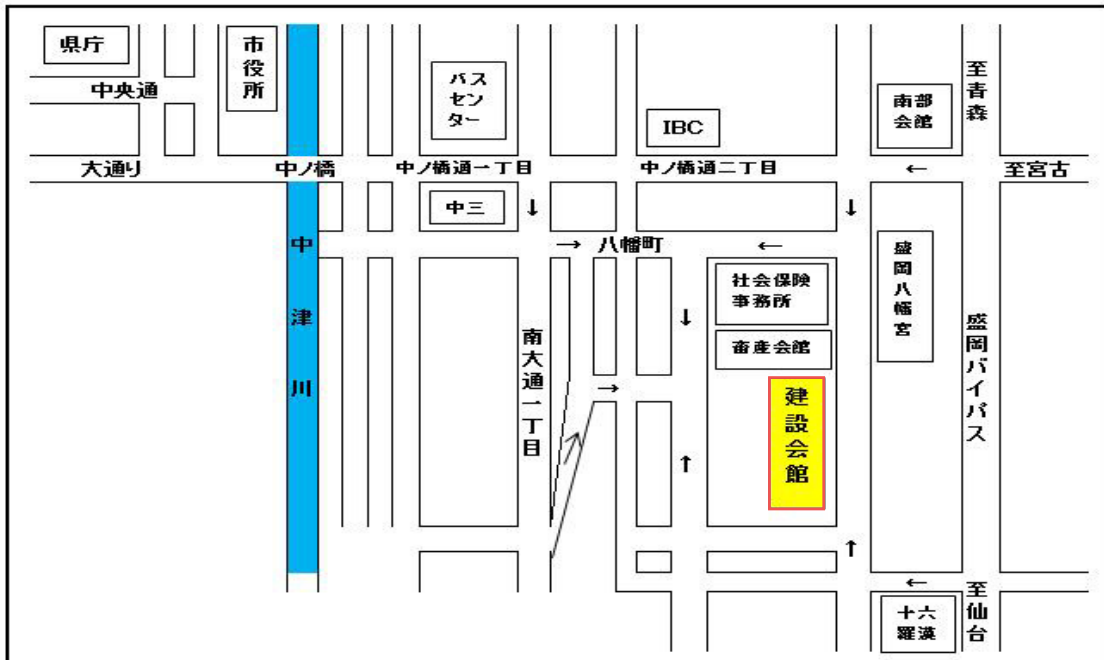 県庁
市役所
中央通
バス
セン
ター
IBC
南部
会館
至青森
大通り
中ノ橋
中ノ橋通一丁目
中ノ橋通二丁目
←
至宮古
中三
↓
↓
中津川
→
八幡町
←
盛岡八幡宮
社会保険
事務所
畜産会館
↓
南大通一丁目
盛岡バイパス
→
建設会館
↑
↑
←
至仙台
十六
羅漢